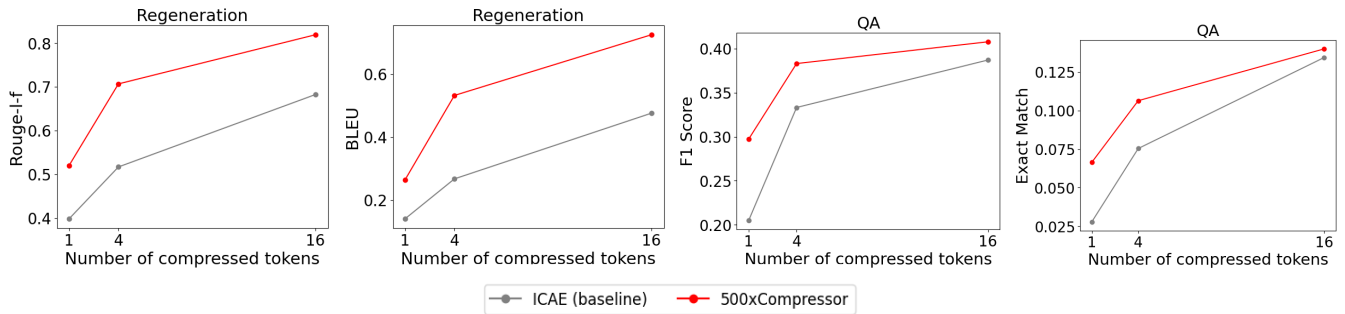 Regeneration
Rouge-l-f
0.8
0.7
0.6
0.5
0.4
1 4 16
Number of compressed tokens
Regeneration
BLEU
0.6
0.4
0.2
1 4 16
Number of compressed tokens
QA
F1 Score
0.40
0.35
0.30
0.25
0.20
1 4 16
Number of compressed tokens
QA
Exact Match
0.125
0.100
0.075
0.050
0.025
1 4 16
Number of compressed tokens
ICAE (baseline) 500xCompressor